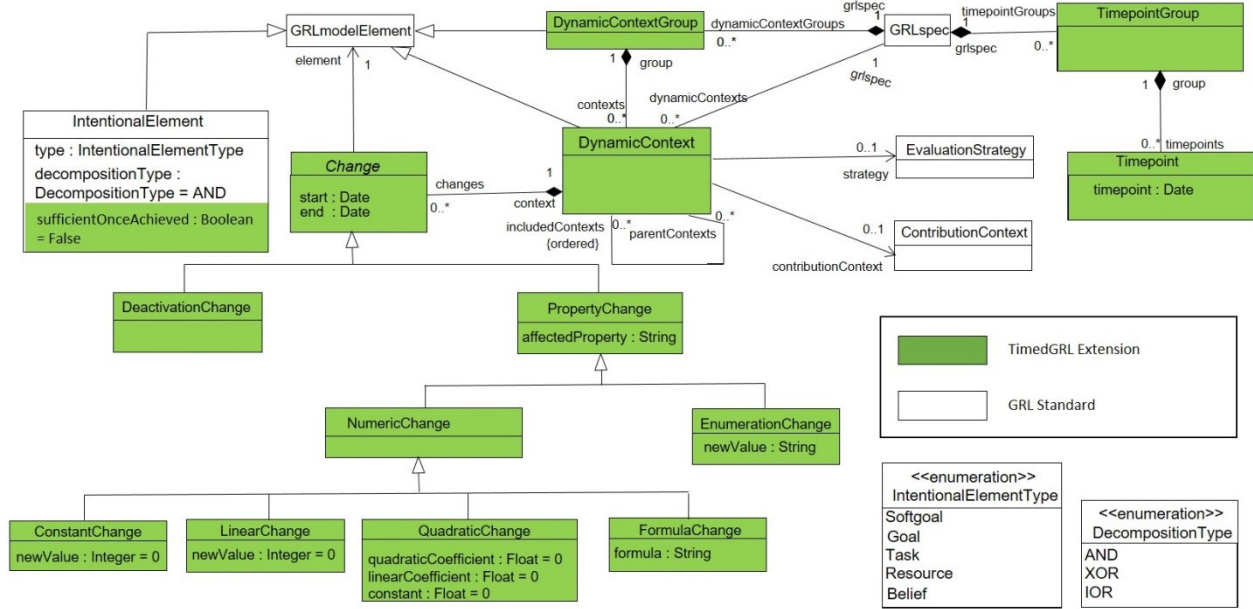 GRLmodelElement
element
1
DynamicContextGroup
dynamicContextGroups
0..*
grlspec
1
GRLspec
1
grlspec
timepointGroups
0..*
TimepointGroup
1
group
contexts
0..*
dynamicContexts
0..*
1
grlspec
1
group
0..*
timepoints
IntentionalElement
type : IntentionalElementType
decompositionType :
DecompositionType = AND
sufficientOnceAchieved : Boolean
= False
Change
start : Date
end : Date
changes
0..*
1
context
DynamicContext
0..1
strategy
EvaluationStrategy
Timepoint
timepoint : Date
includedContexts
{ordered}
0..*
parentContexts
0..*
0..1
contributionContext
ContributionContext
DeactivationChange
PropertyChange
affectedProperty : String
TimedGRL Extension
GRL Standard
NumericChange
EnumerationChange
newValue : String
ConstantChange
newValue : Integer = 0
LinearChange
newValue : Integer = 0
QuadraticChange
quadraticCoefficient : Float = 0
linearCoefficient : Float = 0
constant : Float = 0
FormulaChange
formula : String
<<enumeration>>
IntentionalElementType
Softgoal
Goal
Task
Resource
Belief
<<enumeration>>
DecompositionType
AND
XOR
IOR